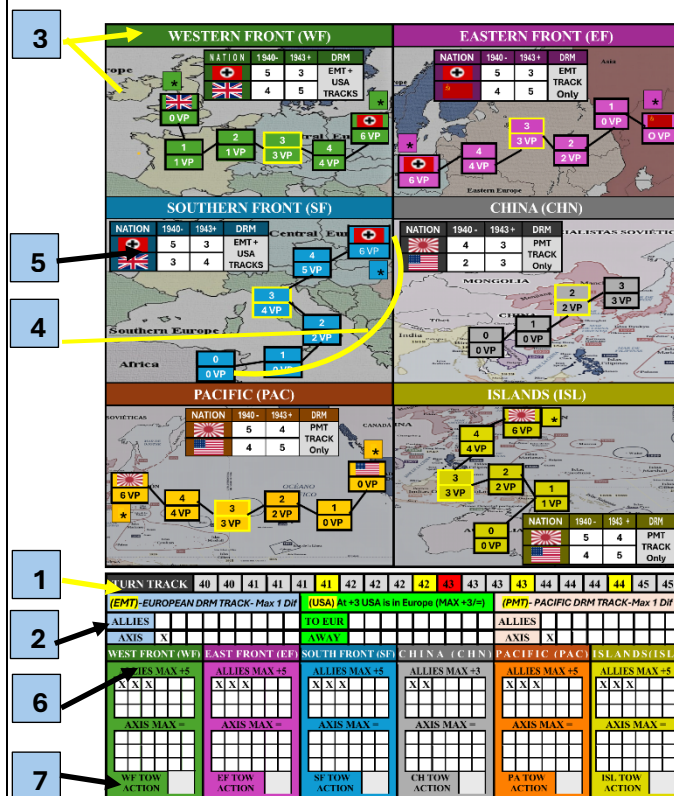 3
WESTERN FRONT (WF)
NATION 1940- 1943+ DRM
5 3 EMT +
4 5 USA
TRACKS
*
0 VP
1
1 VP
2
1 VP
3
3 VP
4
4 VP
*
6 VP
EASTERN FRONT (EF)
NATION 1940- 1943+ DRM
5 3 EMT
4 5 TRACK
Only
Asia
*
6 VP
4
4 VP
3
3 VP
2
2 VP
1
0 VP
*
O VP
Eastern Europe
5
4
SOUTHERN FRONT (SF)
NATION 1940- 1943+ DRM
5 3 EMT +
3 4 USA
TRACKS
Central Eu
6 VP
*
4
5 VP
3
4 VP
2
2 VP
1
0
0 VP
Southern Europe
Africa
CHINA (CHN)
NATION 1940- 1943+ DRM
4 3 PMT
2 3 TRACK
Only
IALISTAS SOVIÉTIC
MONGOLIA
India
2
2 VP
3
3 VP
1
0 VP
0
0 VP
PACIFIC (PAC)
SOVIÉTICAS
NATION 1940 - 1943 + DRM
5 4 PMT
4 5 TRACK
Only
CANADÁ
*
0 VP
6 VP
*
4
4 VP
3
3 VP
2
2 VP
1
0 VP
OCÉANO
ISLANDS (ISL)
6 VP
*
4
4 VP
3
3 VP
2
2 VP
1
1 VP
0
0 VP
NATION 1940 - 1943 + DRM
5 4 PMT
4 5 TRACK
Only
1
TURN TRACK 40 40 41 41 41 41 42 42 42 42 43 43 43 43 44 44 44 44 45 45
2
(EMT)-EUROPEAN DRM TRACK- Max 1 Dif
ALLIES
AXIS X
(USA) At +3 USA is in Europe (MAX +3/=)
TO EUR
AWAY
(PMT)- PACIFIC DRM TRACK-Max 1 Dif
ALLIES
AXIS X
6
7
WEST FRONT (WF)
ALLIES MAX +5
X X X
AXIS MAX =
WF TOW
ACTION
EAST FRONT (EF)
ALLIES MAX +5
X X X
AXIS MAX =
EF TOW
ACTION
SOUTH FRONT (SF)
ALLIES MAX +5
X X X
AXIS MAX =
SF TOW
ACTION
CHINA (CHN)
ALLIES MAX +3
X X
AXIS MAX =
CH TOW
ACTION
PACIFIC (PAC)
ALLIES MAX +5
X X X
AXIS MAX =
PA TOW
ACTION
ISLANDS(ISL
ALLIES MAX +5
X X X
AXIS MAX =
ISL TOW
ACTION